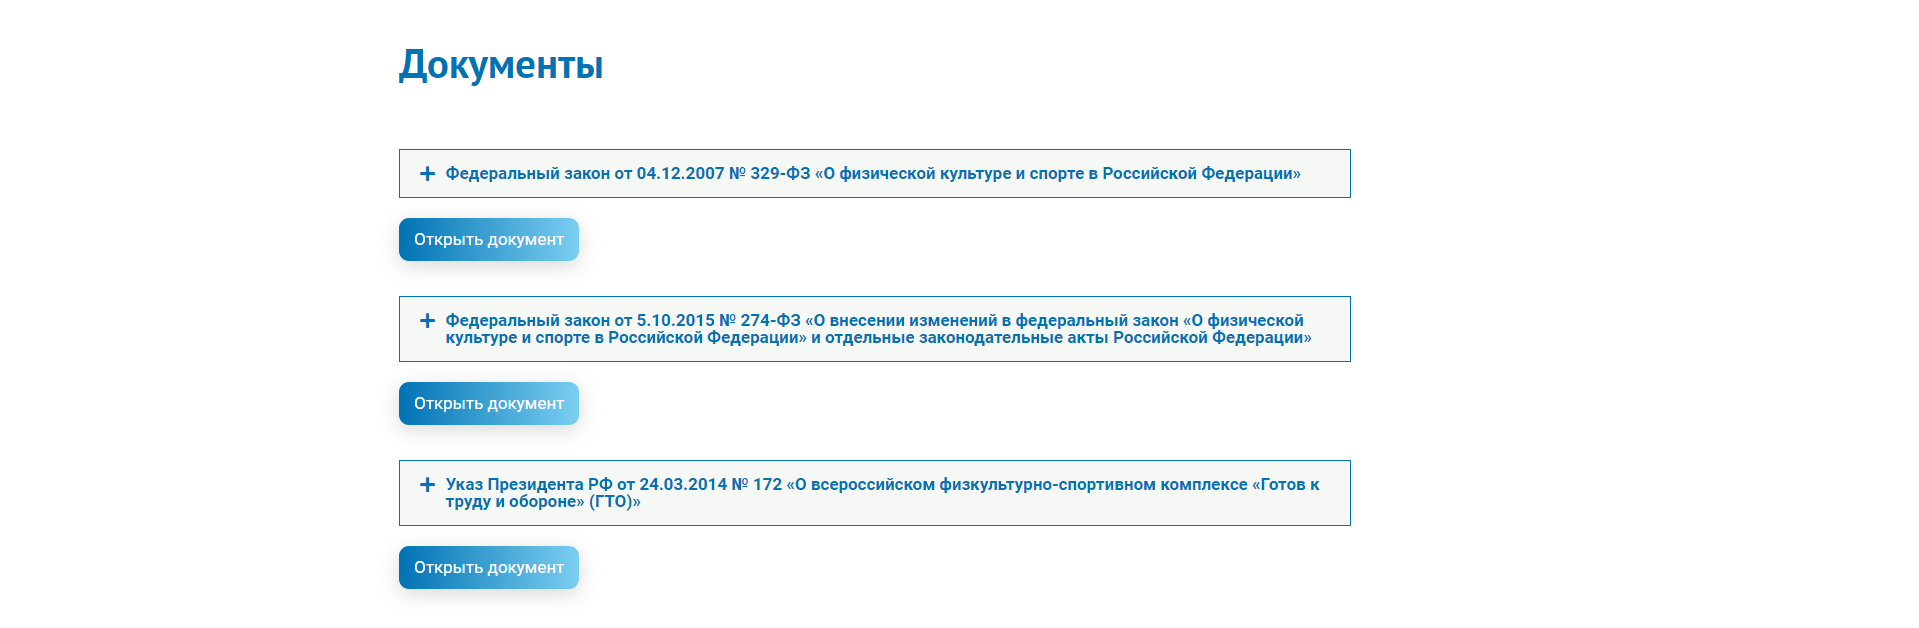 Документы
Федеральный закон от 04.12.2007 № 329-ФЗ «О физической культуре и спорте в Российской Федерации»
Открыть документ
Федеральный закон от 5.10.2015 № 274-ФЗ «О внесении изменений в федеральный закон «О физической
культуре и спорте в Российской Федерации» и отдельные законодательные акты Российской Федерации»
Открыть документ
Указ Президента РФ от 24.03.2014 № 172 «О всероссийском физкультурно-спортивном комплексе «Готов к
труду и обороне» (ГТО)»
Открыть документ